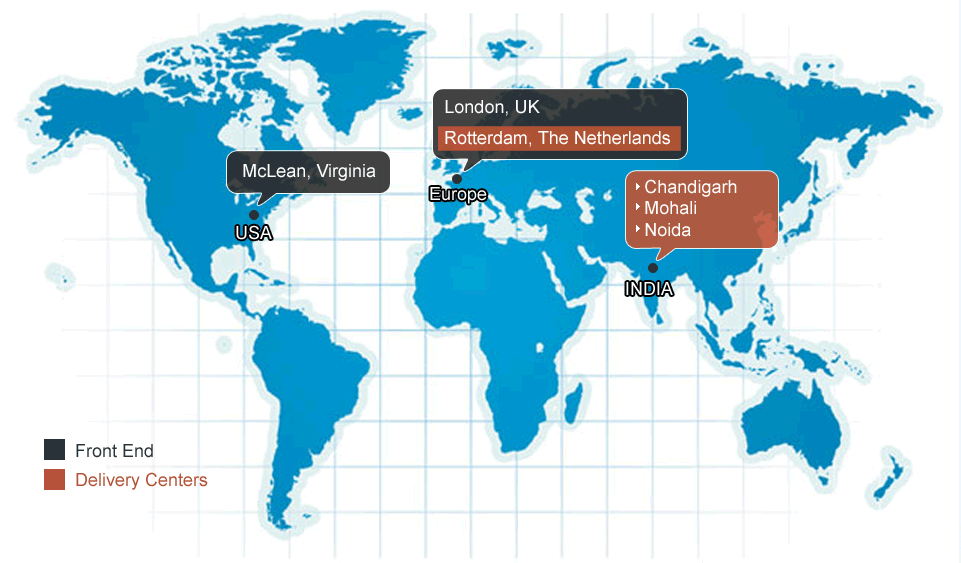 London, UK
Rotterdam, The Netherlands
McLean, Virginia
Chandigarh
Mohali
Noida
Europe
USA
INDIA
Front End
Delivery Centers